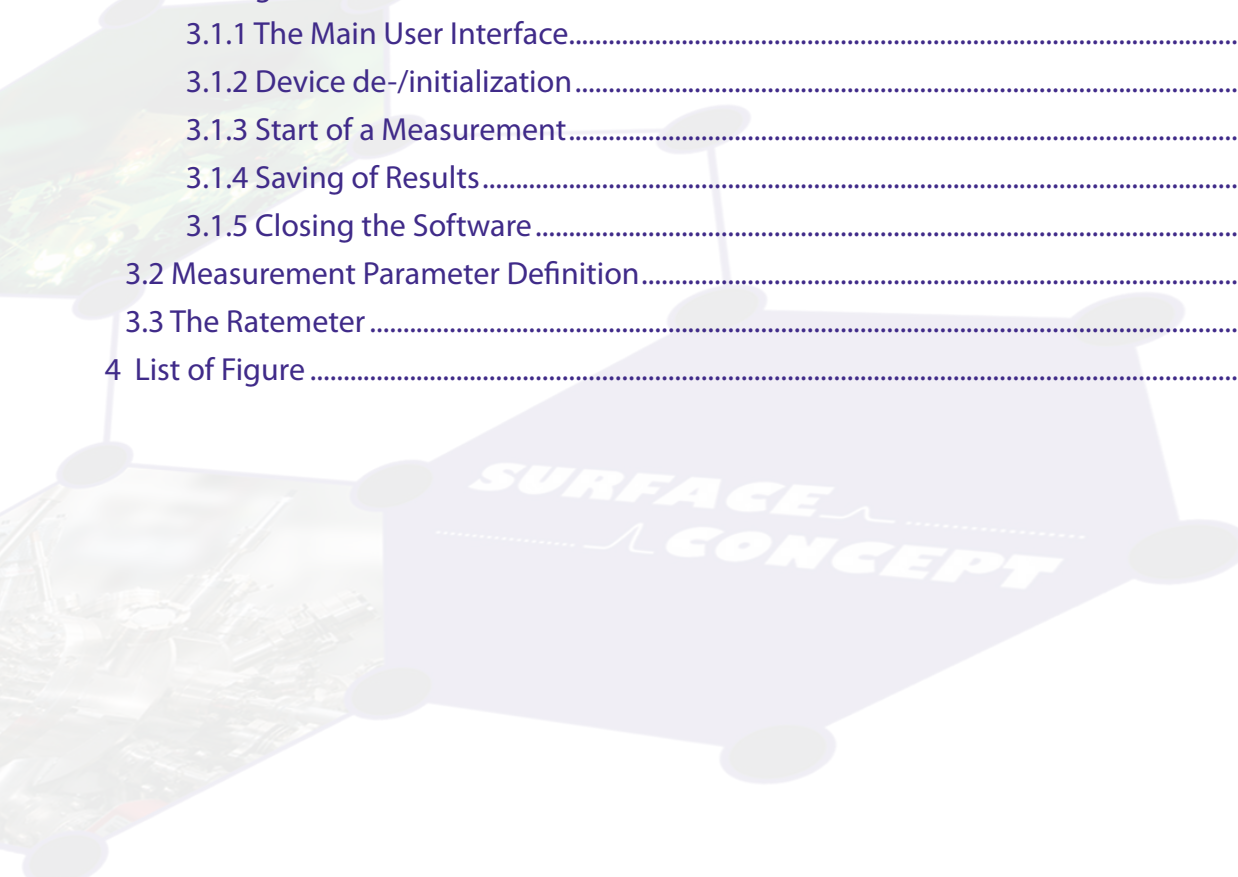 3.1.1 The Main User Interface................................................................
3.1.2 Device de-/initialization................................................................
3.1.3 Start of a Measurement................................................................
3.1.4 Saving of Results................................................................
3.1.5 Closing the Software................................................................
3.2 Measurement Parameter Definition................................................................
3.3 The Ratemeter................................................................
4 List of Figure................................................................
SURFACE
CONCEPT